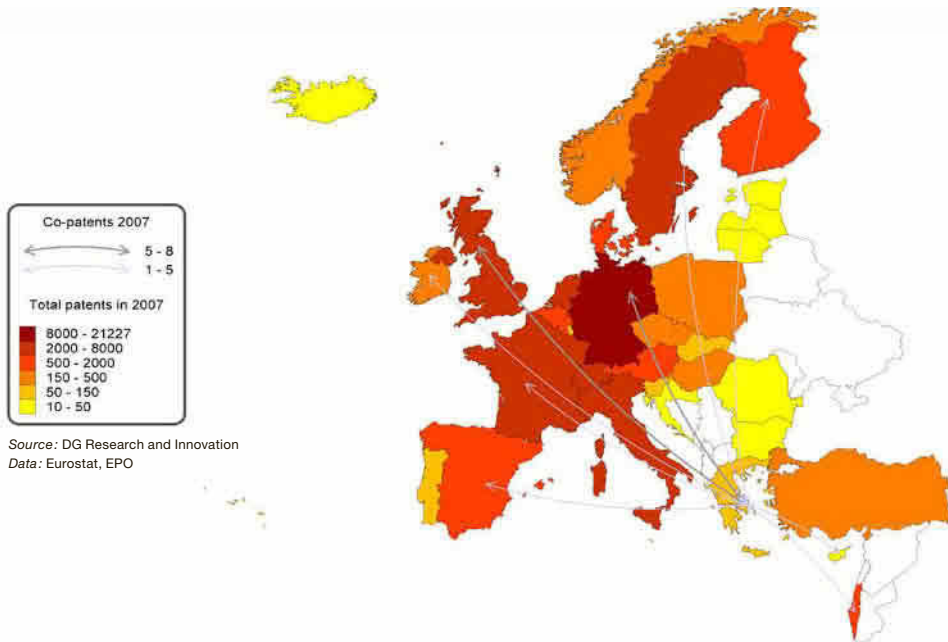 Co-patents 2007
5 - 8
1 - 5
Total patents in 2007
8000 - 21227
2000 - 8000
500 - 2000
150 - 500
50 - 150
10 - 50
Source: DG Research and Innovation
Data: Eurostat, EPO